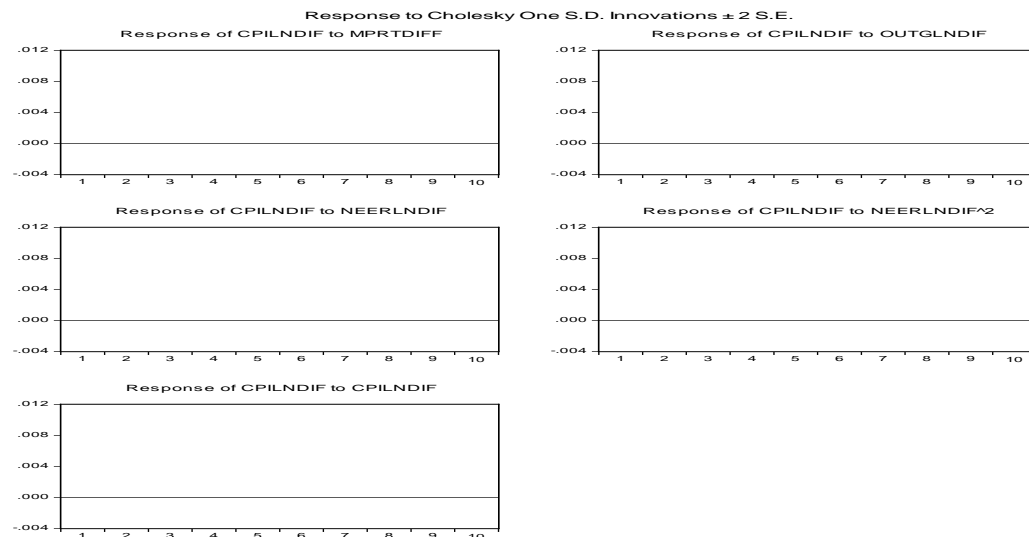 Response to Cholesky One S.D. Innovations ± 2 S.E.
Response of CPILNDIF to MPRTDIFF
.012
.008
.004
.000
-.004
1 2 3 4 5 6 7 8 9 10
Response of CPILNDIF to OUTGLNDIF
.012
.008
.004
.000
-.004
1 2 3 4 5 6 7 8 9 10
Response of CPILNDIF to NEERLNDIF
.012
.008
.004
.000
-.004
1 2 3 4 5 6 7 8 9 10
Response of CPILNDIF to NEERLNDIF^2
.012
.008
.004
.000
-.004
1 2 3 4 5 6 7 8 9 10
Response of CPILNDIF to CPILNDIF
.012
.008
.004
.000
-.004
1 2 3 4 5 6 7 8 9 10